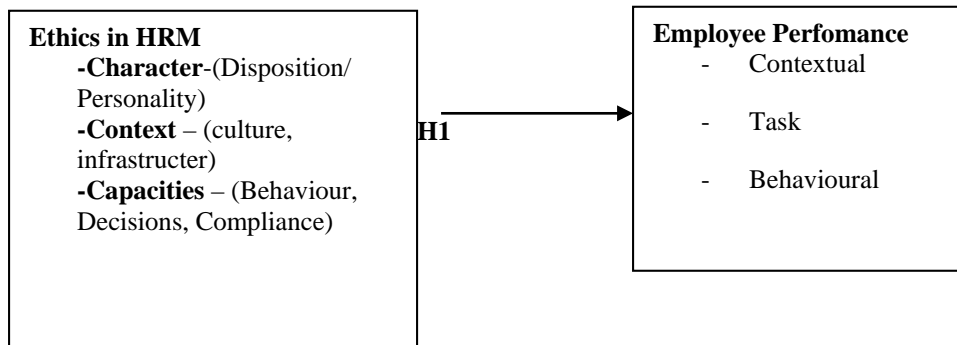 Ethics in HRM
-Character-(Disposition/
Personality)
-Context – (culture,
infrastructer)
-Capacities – (Behaviour,
Decisions, Compliance)
H1
Employee Perfomance
- Contextual
- Task
- Behavioural